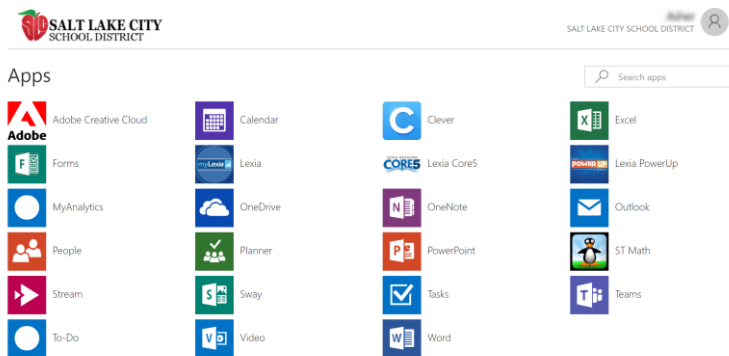 SALT LAKE CITY
SCHOOL DISTRICT
SALT LAKE CITY SCHOOL DISTRICT
Apps
Search apps
Adobe
Adobe Creative Cloud
Calendar
C
Clever
X
Excel
F
Forms
myLexia
Lexia
CORE5
Lexia Core5
POWER UP
Lexia PowerUp
MyAnalytics
OneDrive
N
OneNote
Outlook
People
Planner
P
PowerPoint
ST Math
Stream
S
Sway
Tasks
T
Teams
To-Do
V
Video
W
Word